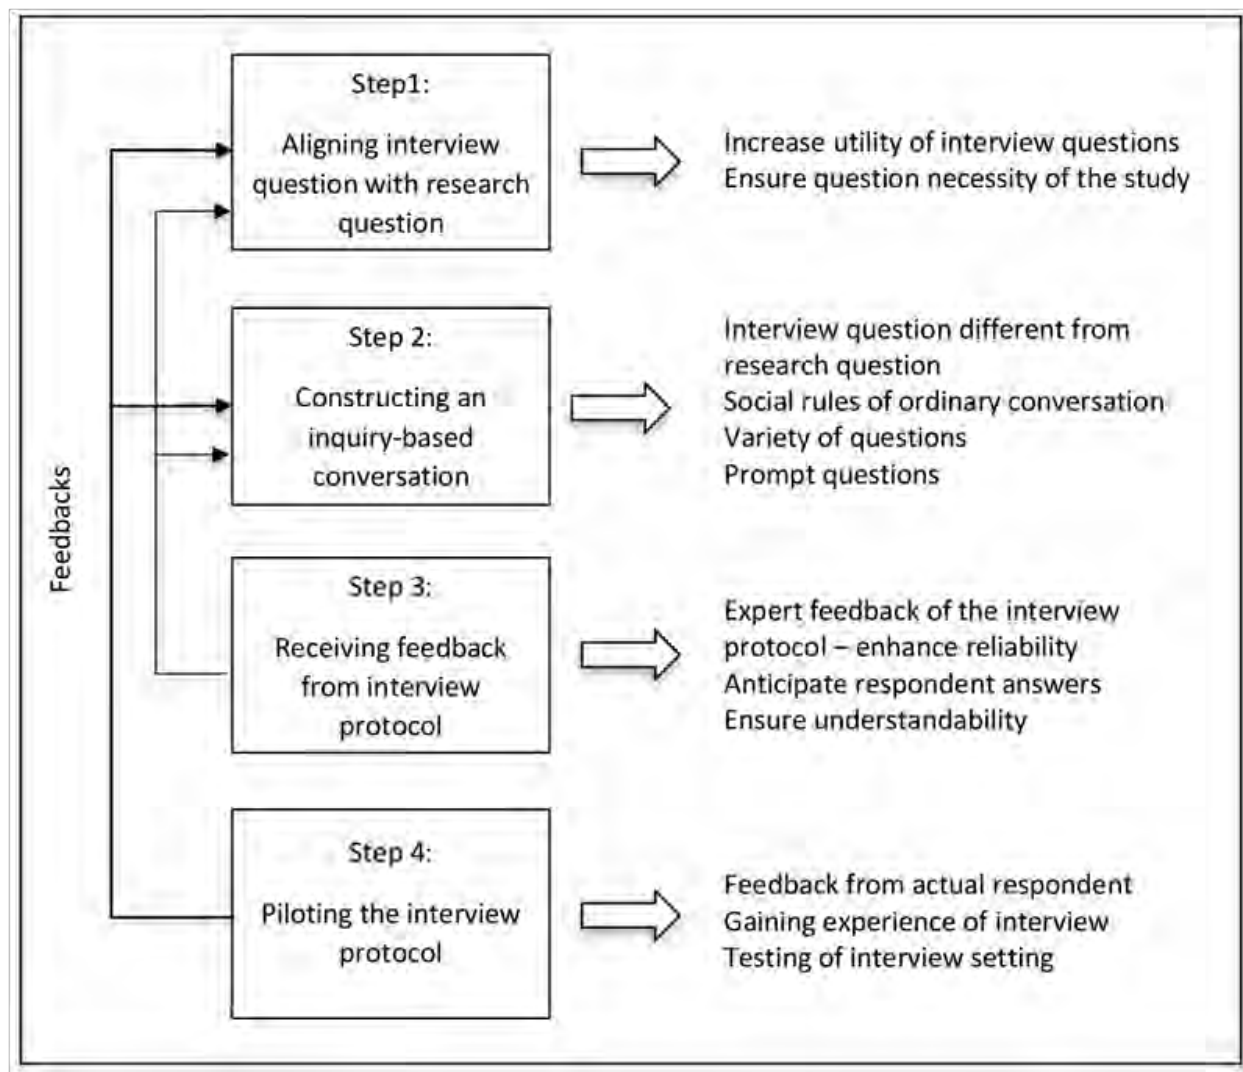 Feedbacks
Step1:
Aligning interview
question with research
question
Increase utility of interview questions
Ensure question necessity of the study
Step 2:
Constructing an
inquiry-based
conversation
Interview question different from
research question
Social rules of ordinary conversation
Variety of questions
Prompt questions
Step 3:
Receiving feedback
from interview
protocol
Expert feedback of the interview
protocol – enhance reliability
Anticipate respondent answers
Ensure understandability
Step 4:
Piloting the interview
protocol
Feedback from actual respondent
Gaining experience of interview
Testing of interview setting